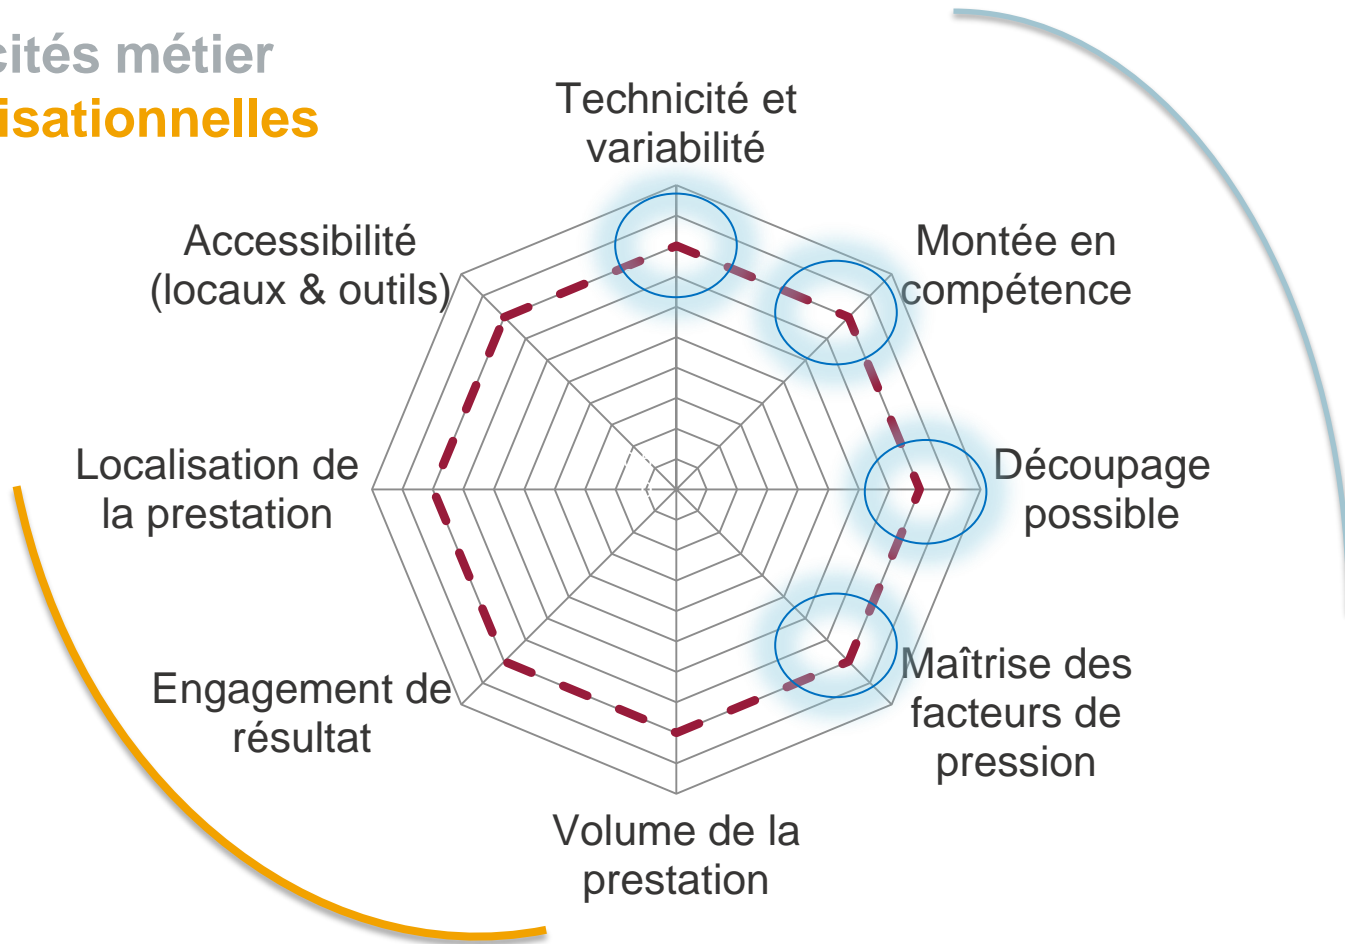 cités métier
isationnelles
Technicité et
variabilité
Accessibilité
(locaux & outils)
Montée en
compétence
Localisation de
la prestation
Découpage
possible
Engagement de
résultat
Maîtrise des
facteurs de
pression
Volume de la
prestation